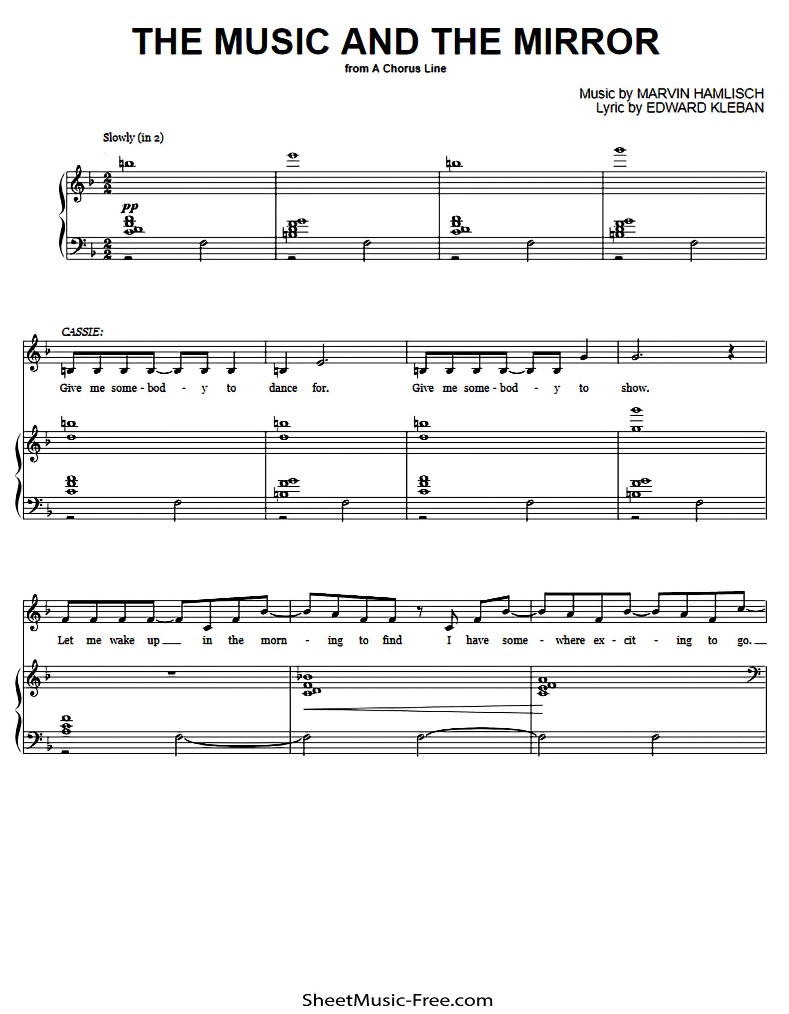 THE MUSIC AND THE MIRROR
from A Chorus Line
Music by MARVIN HAMLISCH
Lyric by EDWARD KLEBAN
Slowly (in 2)
pp
CASSIE:
Give me some - bod - y to dance for. Give me some - bod - y to show.
Let me wake up in the morn - ing to find I have some - where ex - cit - ing to go.
SheetMusic-Free.com